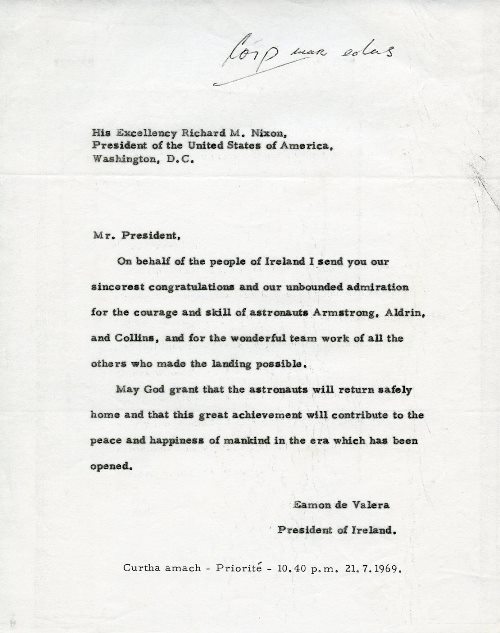 Cóip mar eolas
His Excellency Richard M. Nixon,
President of the United States of America,
Washington, D.C.
Mr. President,
On behalf of the people of Ireland I send you our
sincerest congratulations and our unbounded admiration
for the courage and skill of astronauts Armstrong, Aldrin,
and Collins, and for the wonderful team work of all the
others who made the landing possible.
May God grant that the astronauts will return safely
home and that this great achievement will contribute to the
peace and happiness of mankind in the era which has been
opened.
Eamon de Valera
President of Ireland.
Curtha amach - Priorité - 10.40 p.m. 21.7.1969.